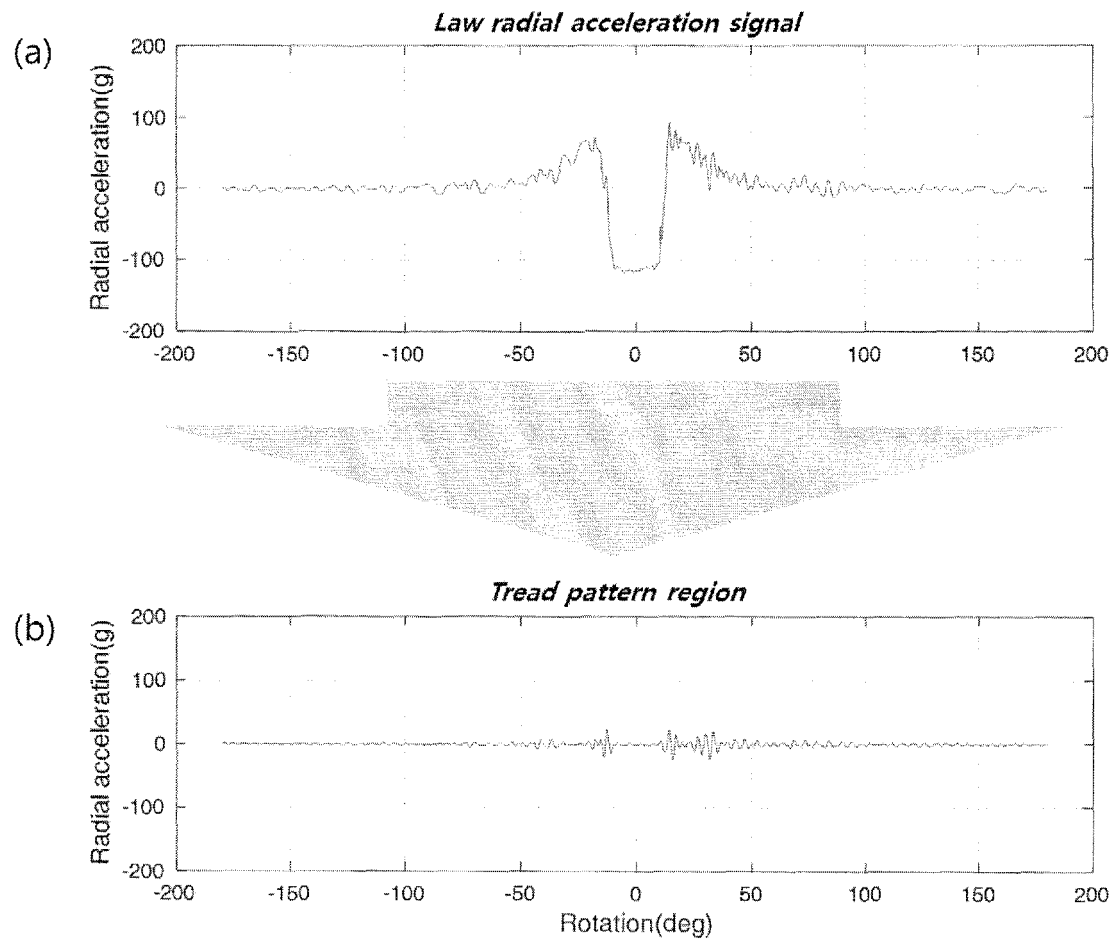 Law radial acceleration signal
(a)
Radial acceleration(g)
200
100
0
-100
-200
-200 -150 -100 -50 0 50 100 150 200
Tread pattern region
(b)
Radial acceleration(g)
200
100
0
-100
-200
-200 -150 -100 -50 0 50 100 150 200
Rotation(deg)